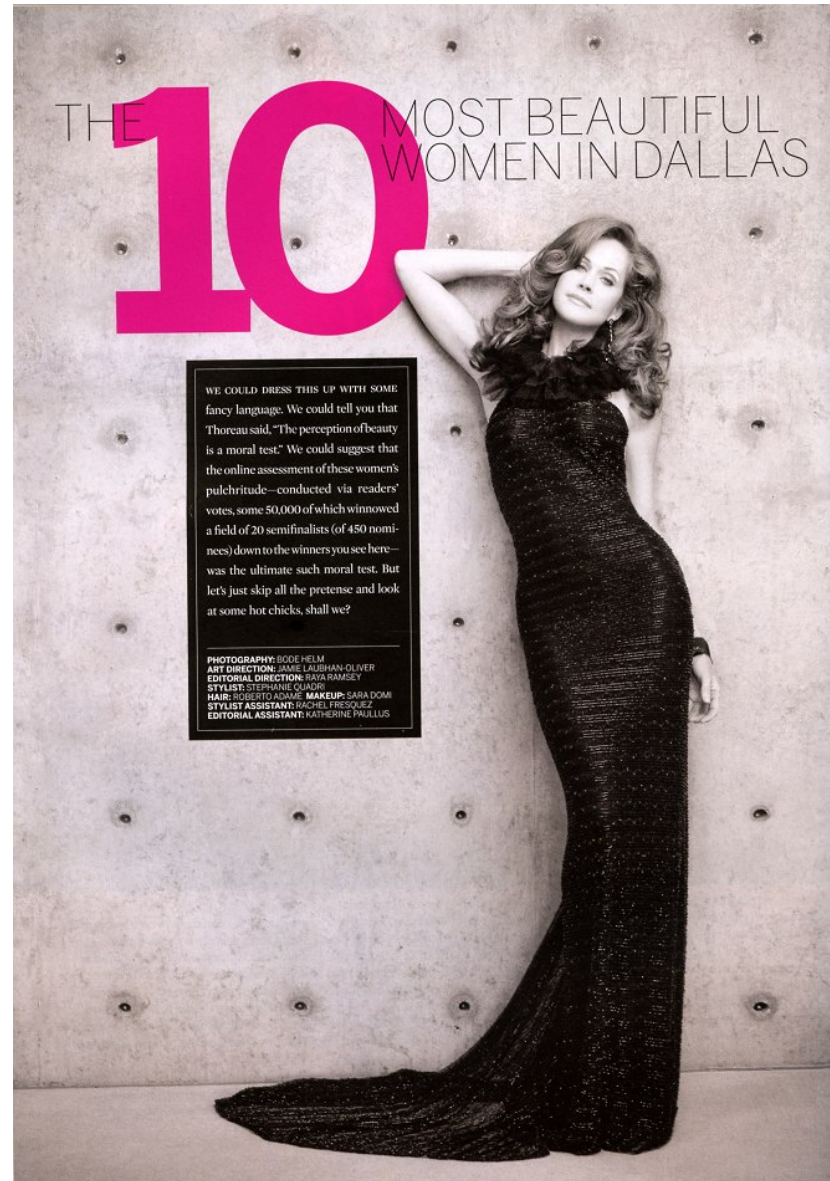 THE 10 MOST BEAUTIFUL
WOMEN IN DALLAS
WE COULD DRESS THIS UP WITH SOME
fancy language. We could tell you that
Thoreau said, “The perception of beauty
is a moral test.” We could suggest that
the online assessment of these women’s
pulchritude—conducted via readers’
votes, some 50,000 of which winnowed
a field of 20 semifinalists (of 450 nomi-
nees) down to the winners you see here—
was the ultimate such moral test. But
let’s just skip all the pretense and look
at some hot chicks, shall we?
PHOTOGRAPHY: BODE HELM
ART DIRECTION: JAMIE LAUBHAN-OLIVER
EDITORIAL DIRECTION: RAYA RAMSEY
STYLIST: STEPHANIE QUADRI
HAIR: ROBERTO ADAME MAKEUP: SARA DOMI
STYLIST ASSISTANT: RACHEL FRESQUEZ
EDITORIAL ASSISTANT: KATHERINE PAULLUS